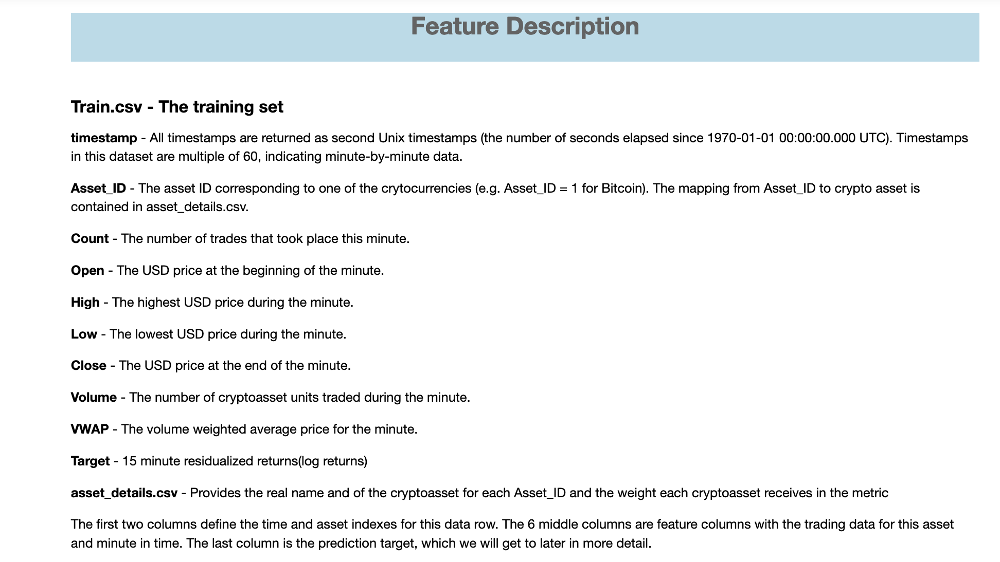 Feature Description
Train.csv - The training set
timestamp - All timestamps are returned as second Unix timestamps (the number of seconds elapsed since 1970-01-01 00:00:00.000 UTC). Timestamps
in this dataset are multiple of 60, indicating minute-by-minute data.
Asset_ID - The asset ID corresponding to one of the crytocurrencies (e.g. Asset_ID = 1 for Bitcoin). The mapping from Asset_ID to crypto asset is
contained in asset_details.csv.
Count - The number of trades that took place this minute.
Open - The USD price at the beginning of the minute.
High - The highest USD price during the minute.
Low - The lowest USD price during the minute.
Close - The USD price at the end of the minute.
Volume - The number of cryptoasset units traded during the minute.
VWAP - The volume weighted average price for the minute.
Target - 15 minute residualized returns(log returns)
asset_details.csv - Provides the real name and of the cryptoasset for each Asset_ID and the weight each cryptoasset receives in the metric
The first two columns define the time and asset indexes for this data row. The 6 middle columns are feature columns with the trading data for this asset
and minute in time. The last column is the prediction target, which we will get to later in more detail.